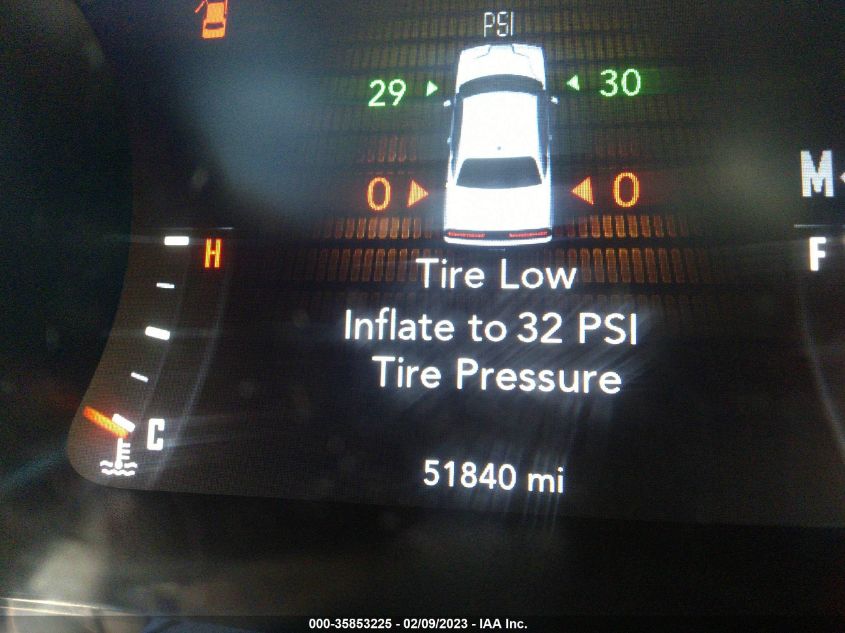 PSI
29 30
M
0 0
H
F
Tire Low
Inflate to 32 PSI
Tire Pressure
C
51840 mi
000-35853225 - 02/09/2023 - IAA Inc.